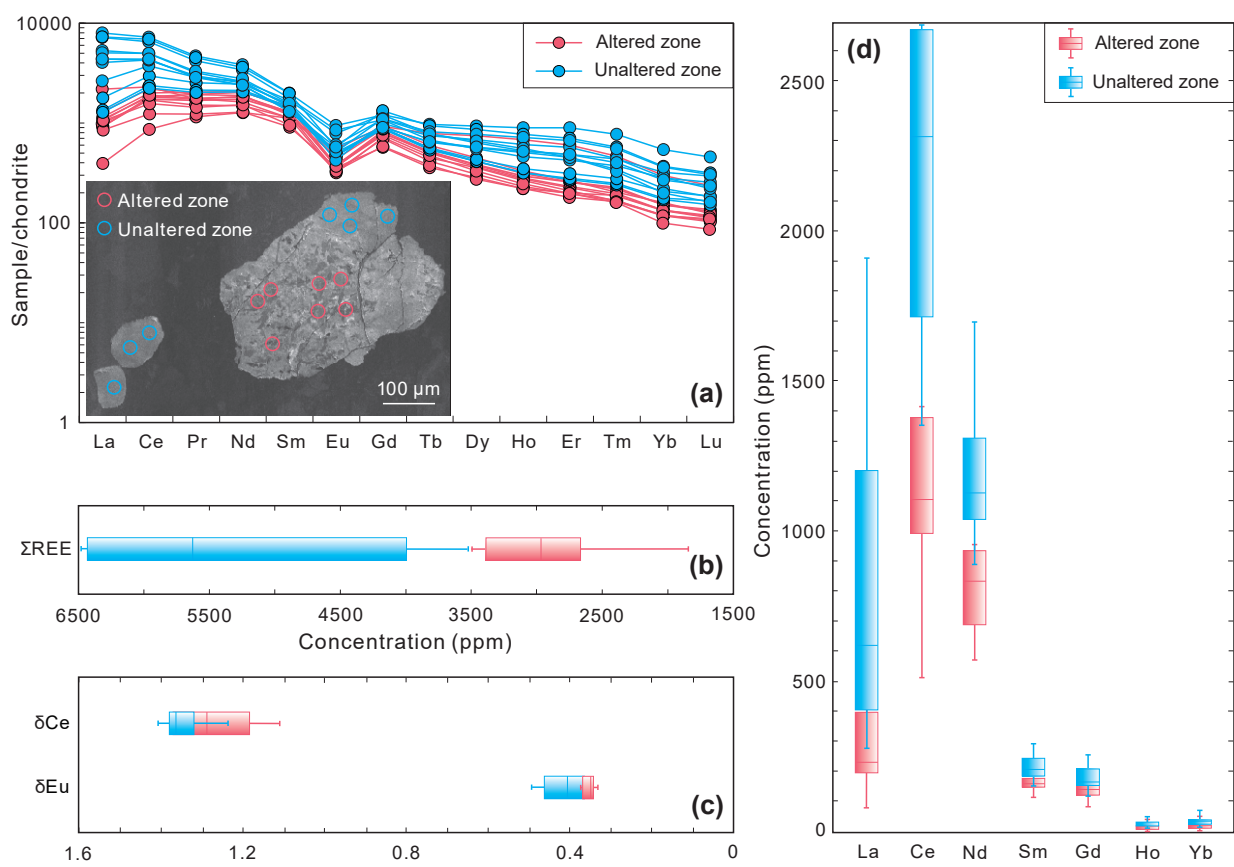 10000
100
1
Sample/chondrite
Altered zone
Unaltered zone
Altered zone
Unaltered zone
100 μm
(a)
La Ce Pr Nd Sm Eu Gd Tb Dy Ho Er Tm Yb Lu
ΣREE
(b)
6500 5500 4500 3500 2500 1500
Concentration (ppm)
δCe
δEu
(c)
1.6 1.2 0.8 0.4 0
(d)
Altered zone
Unaltered zone
2500
2000
1500
1000
500
0
Concentration (ppm)
La Ce Nd Sm Gd Ho Yb